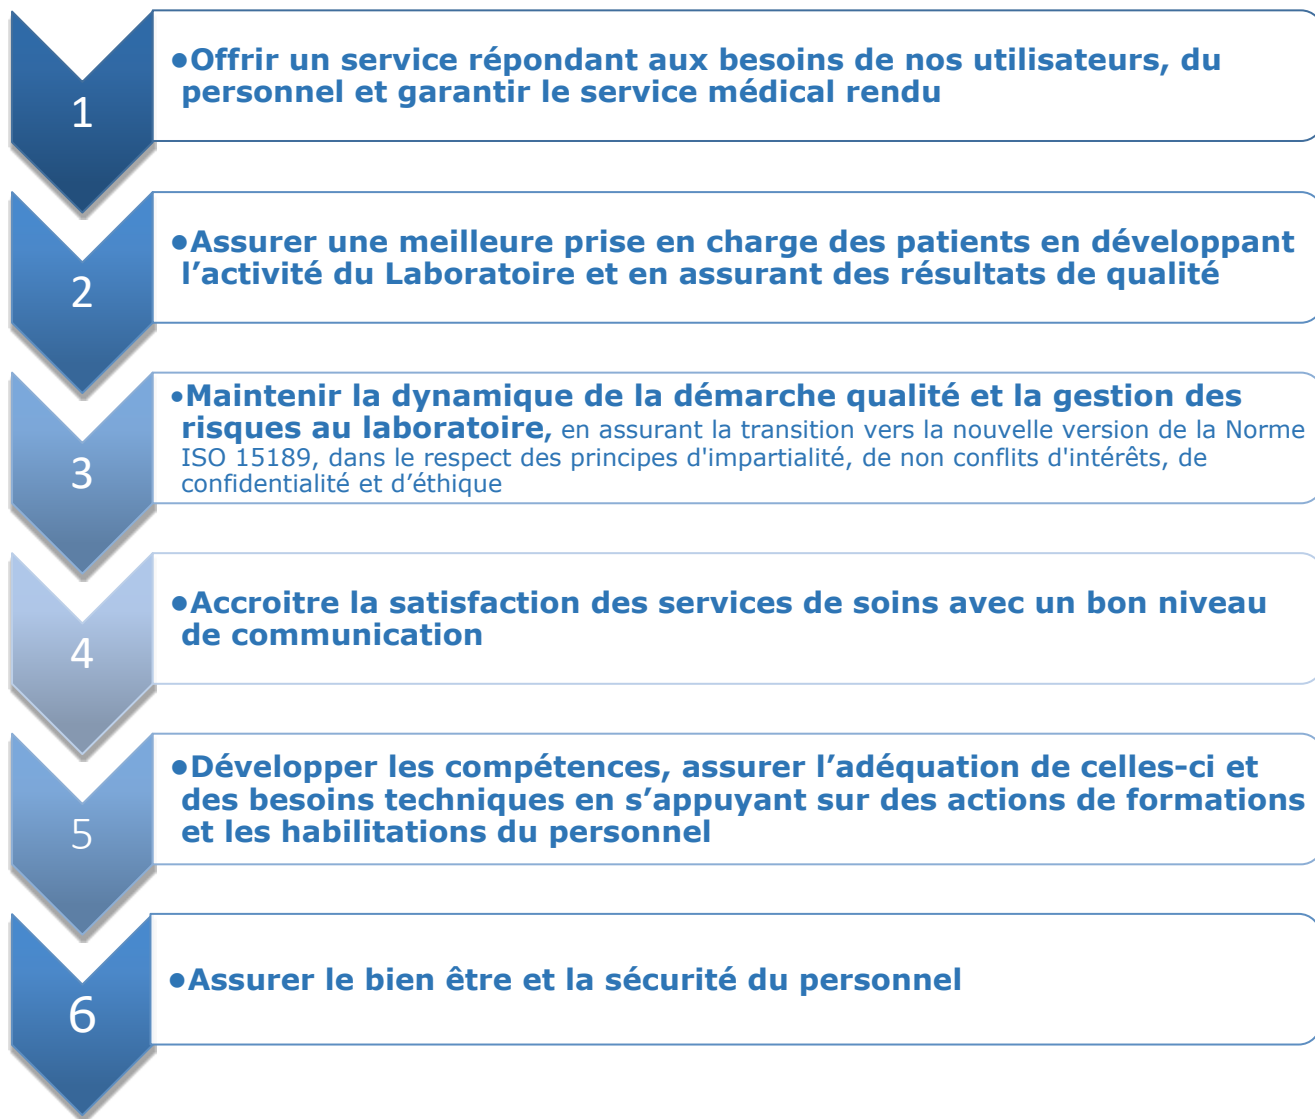 1
•Offrir un service répondant aux besoins de nos utilisateurs, du
personnel et garantir le service médical rendu
2
•Assurer une meilleure prise en charge des patients en développant
l’activité du Laboratoire et en assurant des résultats de qualité
3
•Maintenir la dynamique de la démarche qualité et la gestion des
risques au laboratoire, en assurant la transition vers la nouvelle version de la Norme
ISO 15189, dans le respect des principes d'impartialité, de non conflits d'intérêts, de
confidentialité et d’éthique
4
•Accroitre la satisfaction des services de soins avec un bon niveau
de communication
5
•Développer les compétences, assurer l’adéquation de celles-ci et
des besoins techniques en s’appuyant sur des actions de formations
et les habilitations du personnel
6
•Assurer le bien être et la sécurité du personnel